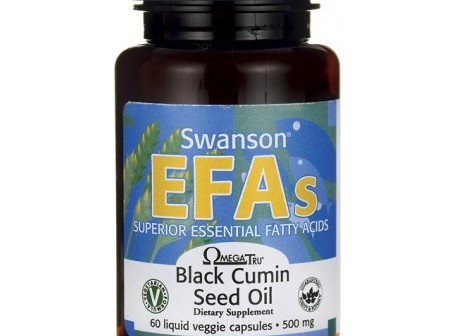 Swanson®
EFAs
SUPERIOR ESSENTIAL FATTY ACIDS
OMEGATRU®
Black Cumin
Seed Oil
Dietary Supplement
60 liquid veggie capsules • 500 mg